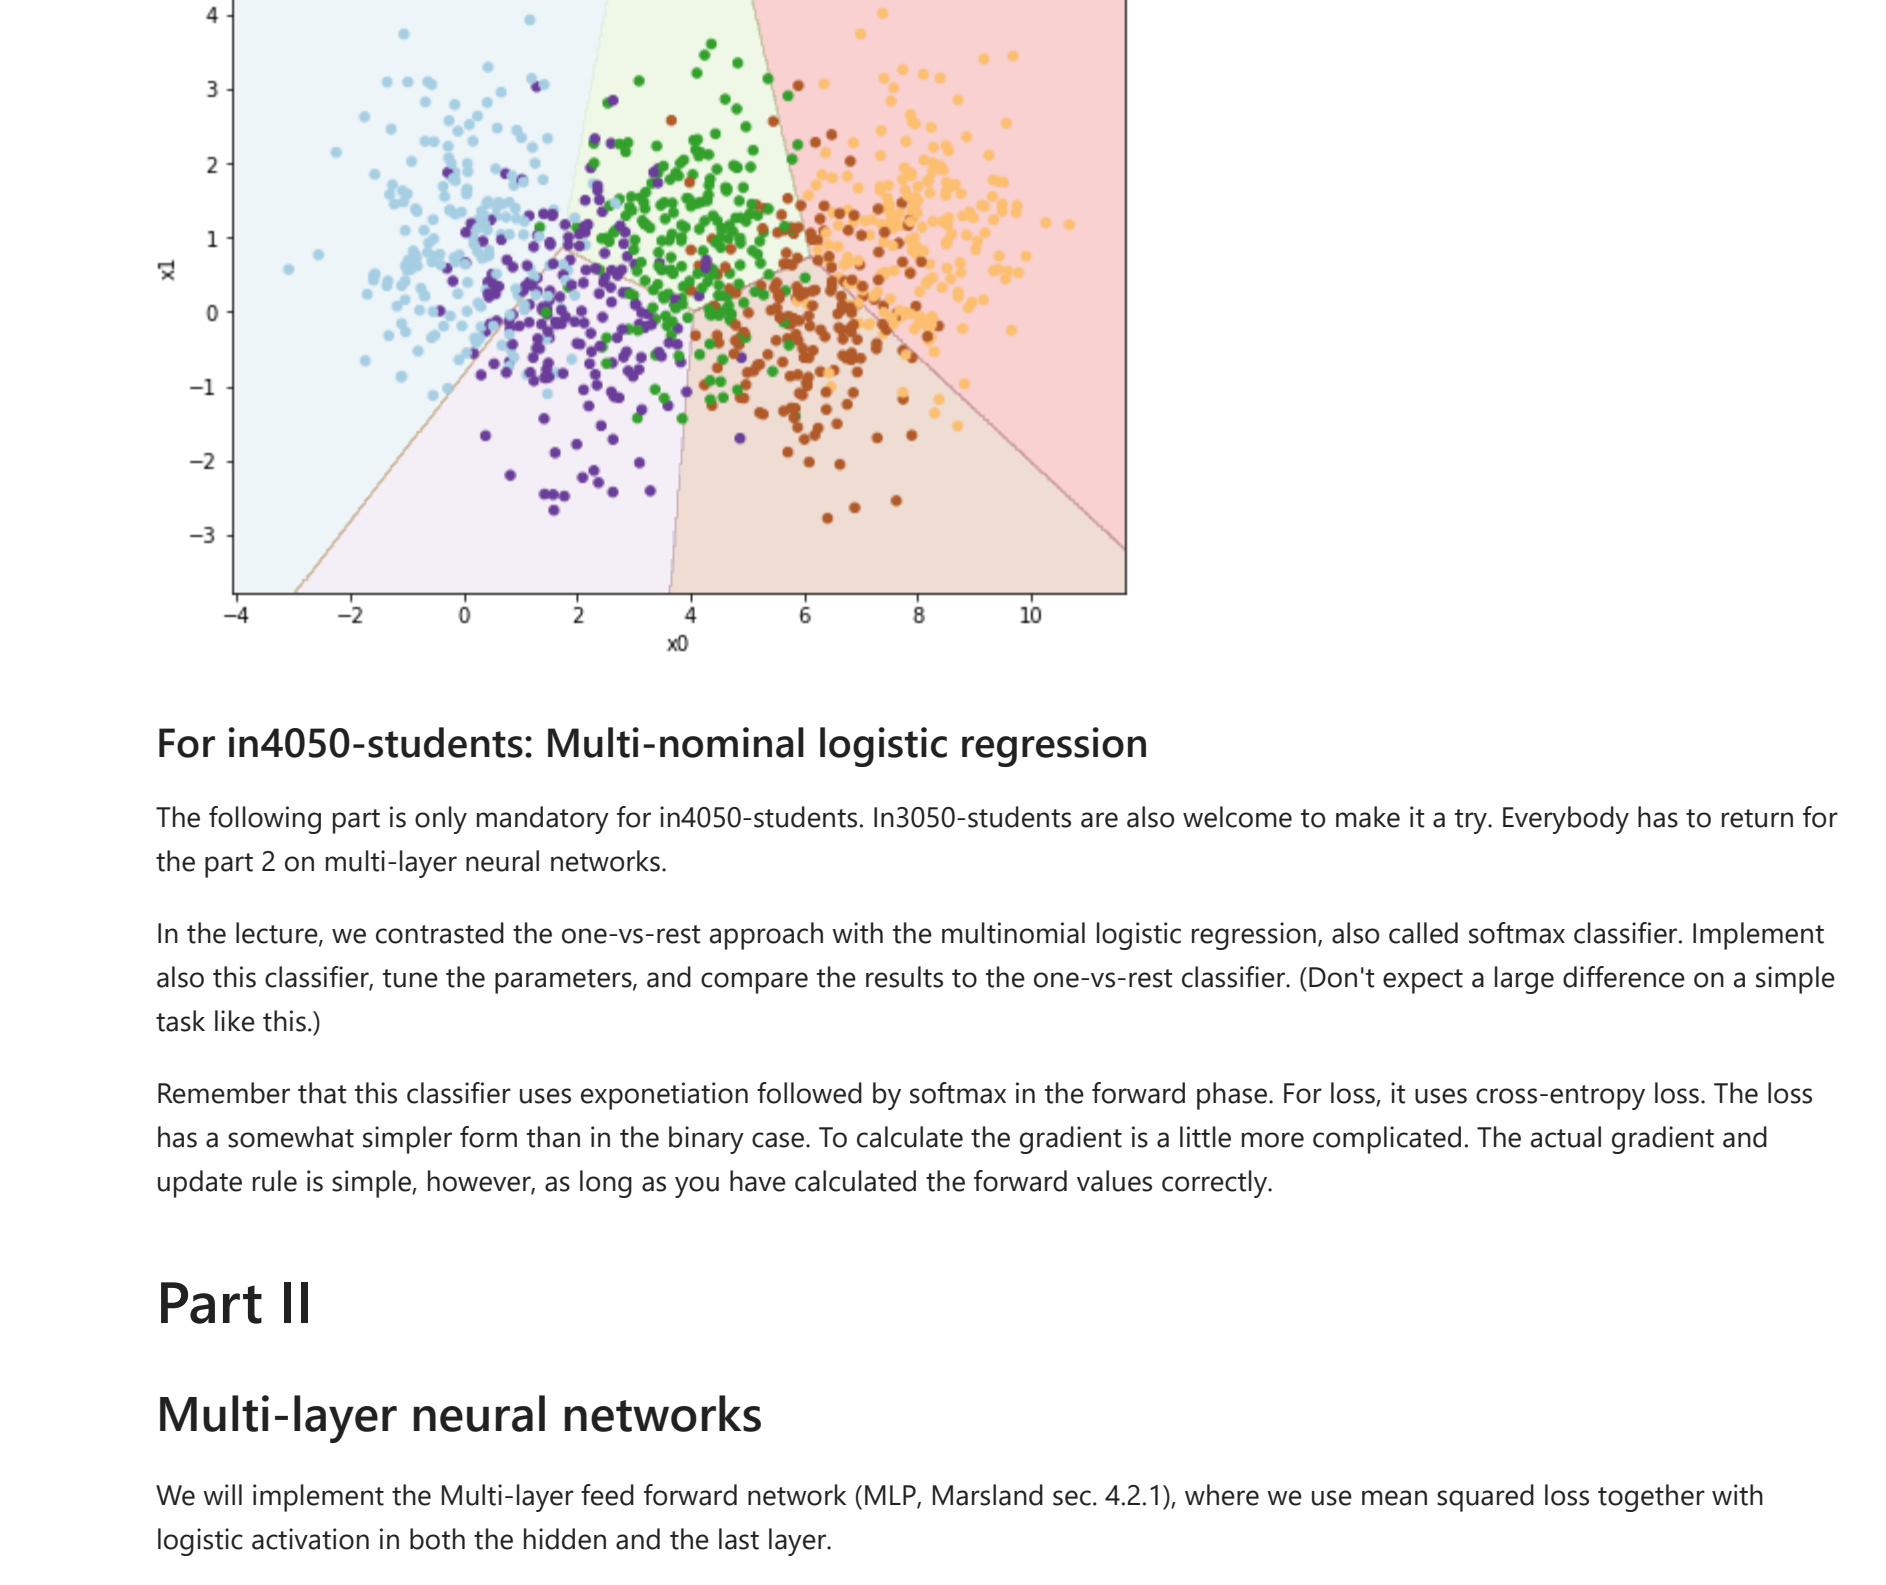 4
3
2
1
0
−1
−2
−3
x1
−4 −2 0 2 4 6 8 10
x0
For in4050-students: Multi-nominal logistic regression
The following part is only mandatory for in4050-students. In3050-students are also welcome to make it a try. Everybody has to return for
the part 2 on multi-layer neural networks.
In the lecture, we contrasted the one-vs-rest approach with the multinomial logistic regression, also called softmax classifier. Implement
also this classifier, tune the parameters, and compare the results to the one-vs-rest classifier. (Don't expect a large difference on a simple
task like this.)
Remember that this classifier uses exponetiation followed by softmax in the forward phase. For loss, it uses cross-entropy loss. The loss
has a somewhat simpler form than in the binary case. To calculate the gradient is a little more complicated. The actual gradient and
update rule is simple, however, as long as you have calculated the forward values correctly.
Part II
Multi-layer neural networks
We will implement the Multi-layer feed forward network (MLP, Marsland sec. 4.2.1), where we use mean squared loss together with
logistic activation in both the hidden and the last layer.